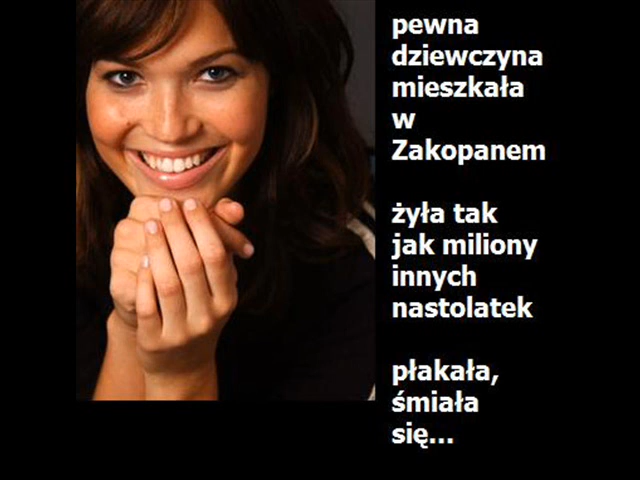 pewna
dziewczyna
mieszkała
w
Zakopanem
żyła tak
jak miliony
innych
nastolatek
płakała,
śmiała
się...